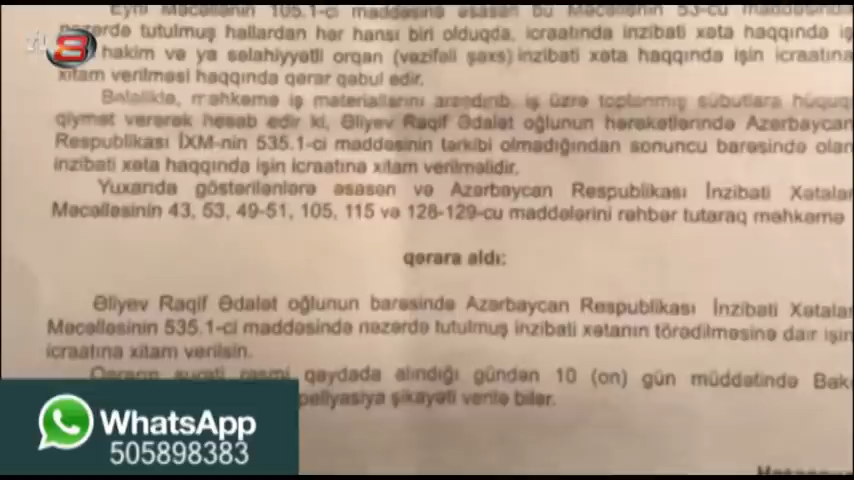 Eyni Məcəllənin 105.1-ci maddəsinə əsasən bu Məcəllənin 53-cü maddəsində
nəzərdə tutulmuş hallardan hər hansı biri olduqda, icraatında inzibati xəta haqqında iş
hakim və ya səlahiyyətli orqan (vəzifəli şəxs) inzibati xəta haqqında işin icraatına
xitam verilməsi haqqında qərar qəbul edir.
Beləliklə, məhkəmə iş materiallarını araşdırıb, iş üzrə toplanmış sübutlara hüquqi
qiymət verərək hesab edir ki, Əliyev Raqif Ədalət oğlunun hərəkətlərində Azərbaycan
Respublikası İXM-nin 535.1-ci maddəsinin tərkibi olmadığından sonuncu barəsində olan
inzibati xəta haqqında işin icraatına xitam verilməlidir.
Yuxarıda göstərilənlərə əsasən və Azərbaycan Respublikası İnzibati Xətalar
Məcəlləsinin 43, 53, 49-51, 105, 115 və 128-129-cu maddələrini rəhbər tutaraq məhkəmə
qərara aldı:
Əliyev Raqif Ədalət oğlunun barəsində Azərbaycan Respublikası İnzibati Xətalar
Məcəlləsinin 535.1-ci maddəsində nəzərdə tutulmuş inzibati xətanın törədilməsinə dair işin
icraatına xitam verilsin.
Qərarın surəti rəsmi qaydada alındığı gündən 10 (on) gün müddətində Bakı
şikayəti verilə bilər.
WhatsApp
505898383